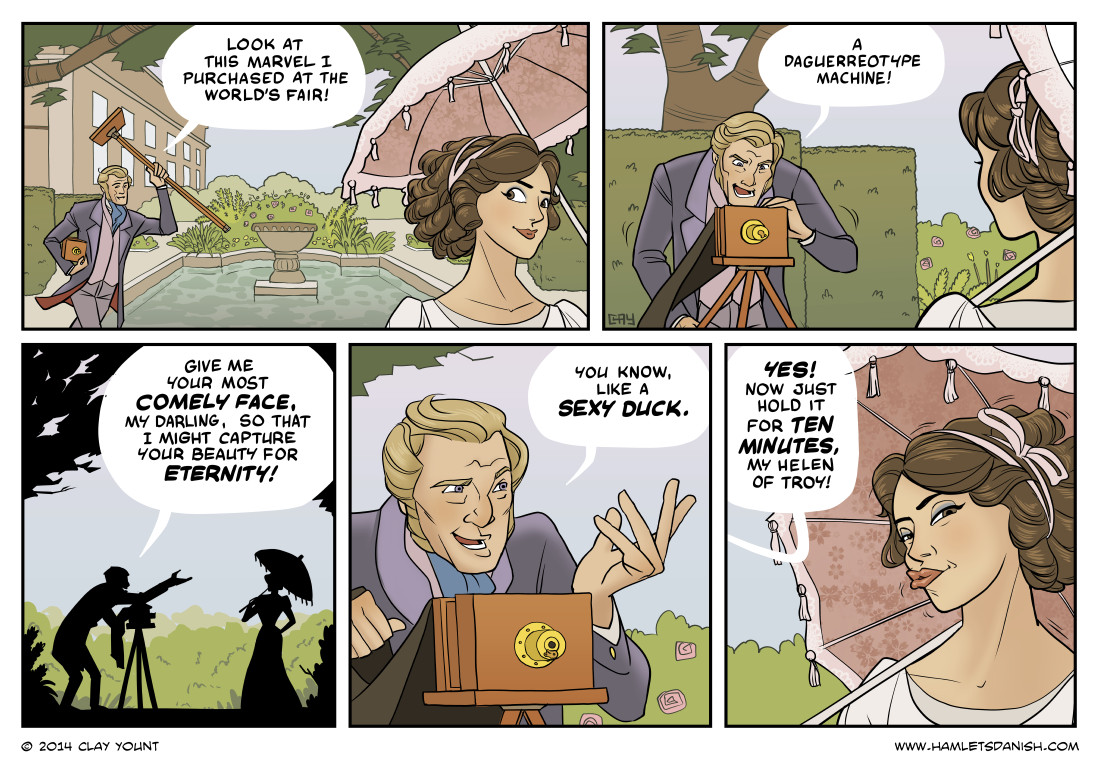 LOOK AT
THIS MARVEL I
PURCHASED AT THE
WORLD'S FAIR!
A
DAGUERREOTYPE
MACHINE!
CLAY
GIVE ME
YOUR MOST
COMELY FACE,
MY DARLING, SO THAT
I MIGHT CAPTURE
YOUR BEAUTY FOR
ETERNITY!
YOU KNOW,
LIKE A
SEXY DUCK.
YES!
NOW JUST
HOLD IT
FOR TEN
MINUTES,
MY HELEN
OF TROY!
© 2014 CLAY YOUNT
WWW.HAMLETSDANISH.COM